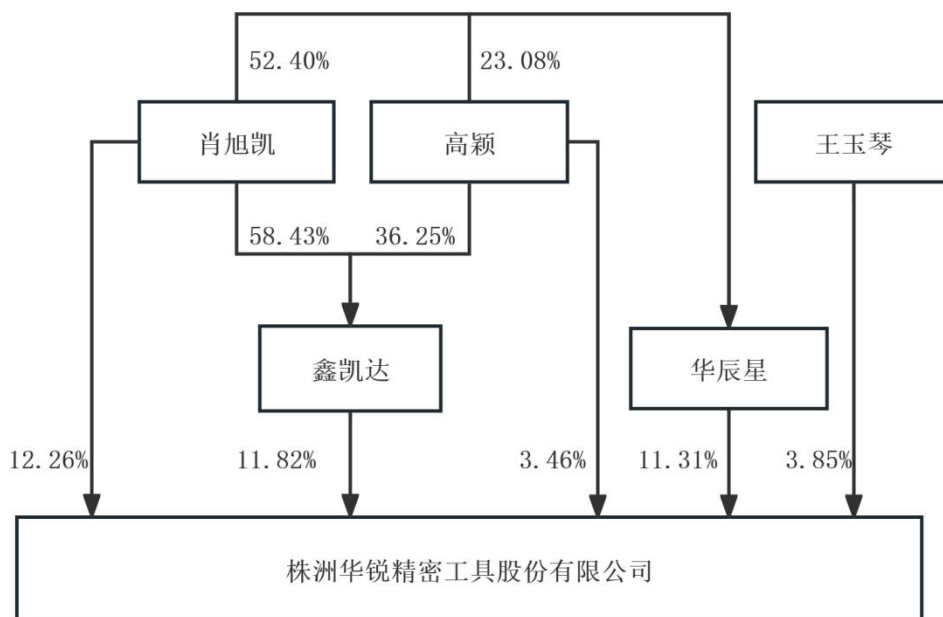 52.40%
23.08%
肖旭凯
高颖
王玉琴
58.43%
36.25%
鑫凯达
华辰星
12.26%
11.82%
3.46%
11.31%
3.85%
株洲华锐精密工具股份有限公司